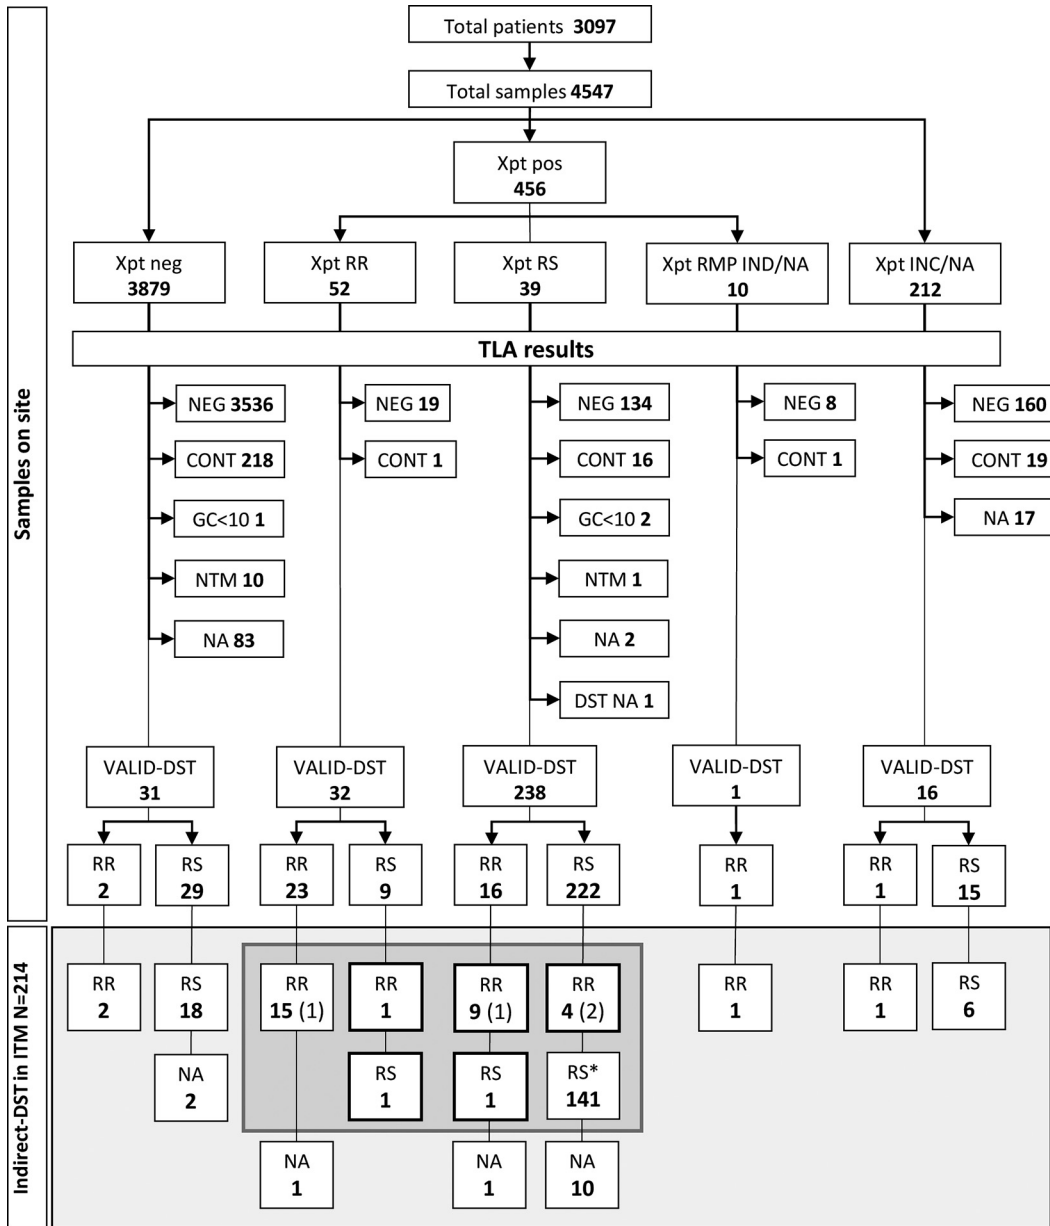 Total patients 3097
Total samples 4547
Xpt pos
456
Xpt neg
3879
Xpt RR
52
Xpt RS
39
Xpt RMP IND/NA
10
Xpt INC/NA
212
TLA results
NEG 3536
NEG 19
NEG 134
NEG 8
NEG 160
CONT 218
CONT 1
CONT 16
CONT 1
CONT 19
GC<10 1
GC<10 2
NA 17
NTM 10
NTM 1
NA 83
NA 2
DST NA 1
VALID-DST
31
VALID-DST
32
VALID-DST
238
VALID-DST
1
VALID-DST
16
RR
2
RS
29
RR
23
RS
9
RR
16
RS
222
RR
1
RR
1
RS
15
Samples on site
RR
2
RS
18
RR
15 (1)
RR
1
RR
9 (1)
RR
4 (2)
RR
1
RR
1
RS
6
NA
2
RS
1
RS
1
RS*
141
NA
1
NA
1
NA
10
Indirect-DST in ITM N=214